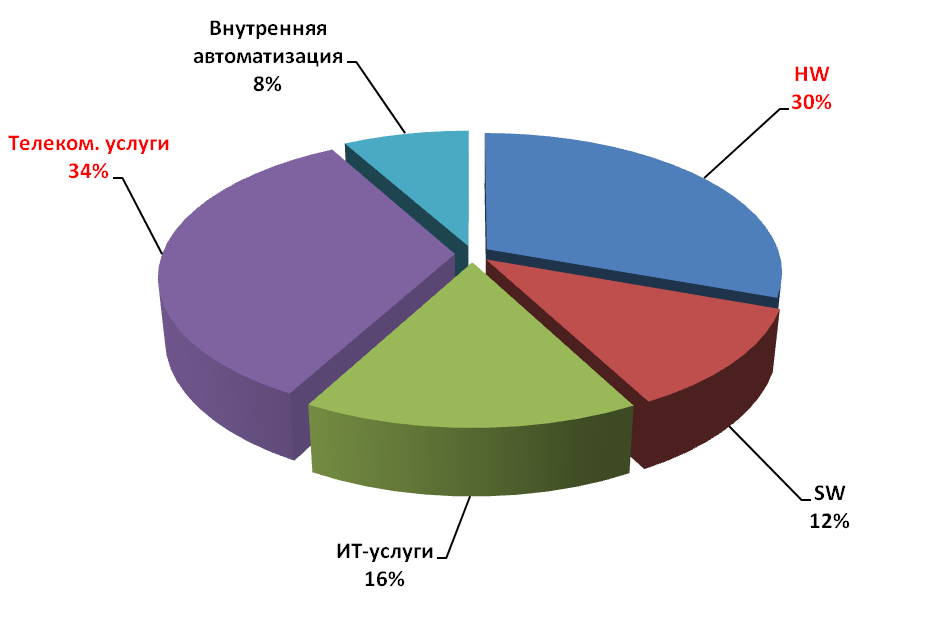 Внутренняя
автоматизация
8%
HW
30%
Телеком. услуги
34%
SW
12%
ИТ-услуги
16%